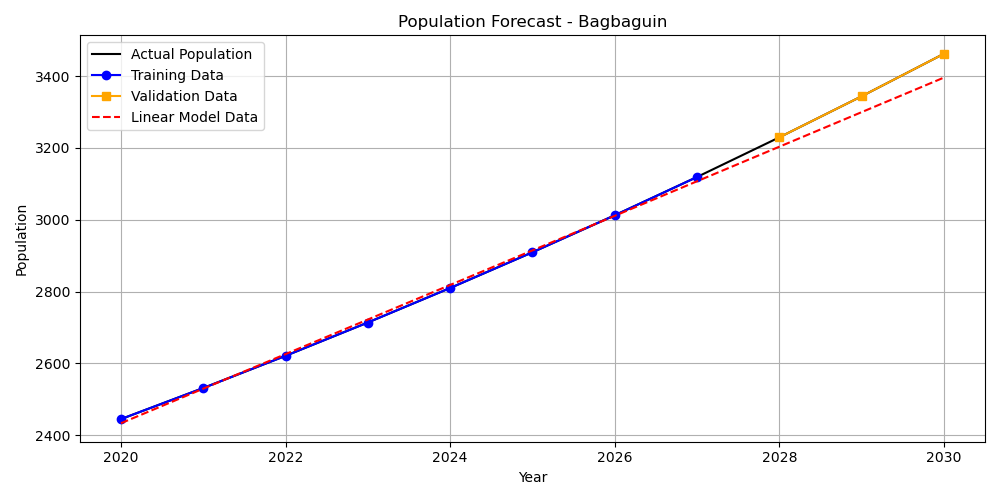 Population Forecast - Bagbaguin
Actual Population
Training Data
Validation Data
Linear Model Data
Population
3400
3200
3000
2800
2600
2400
2020 2022 2024 2026 2028 2030
Year